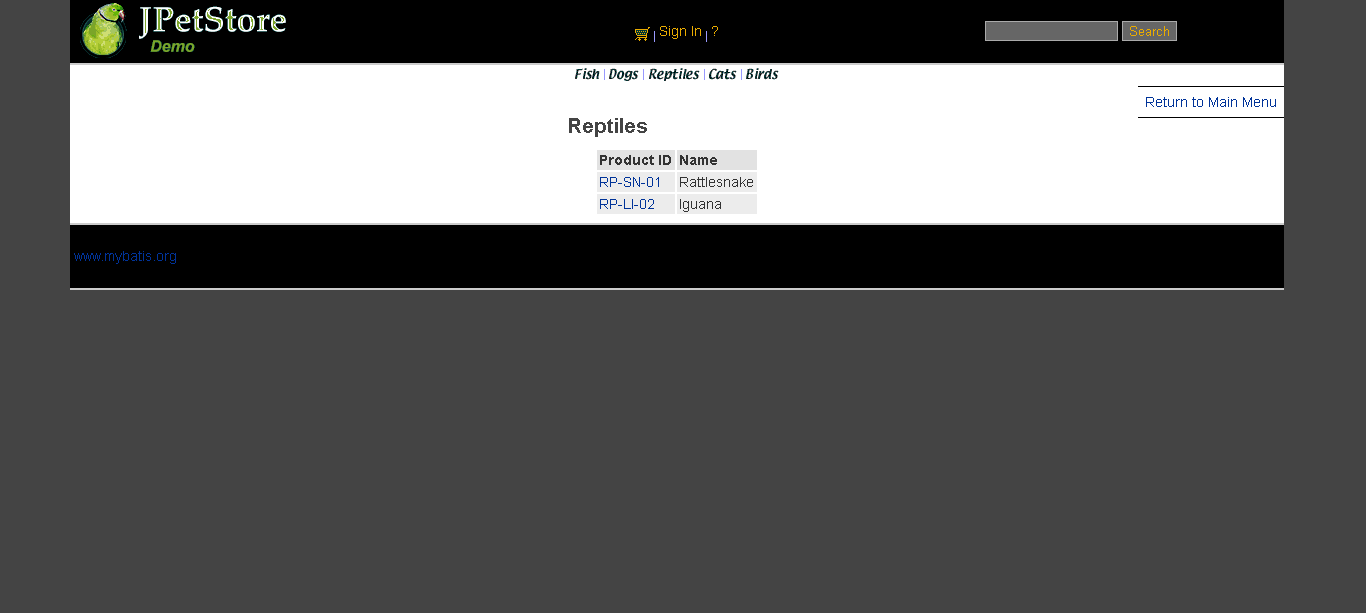 JPetStore
Demo
Sign In | ?
Search
Fish | Dogs | Reptiles | Cats | Birds
Return to Main Menu
Reptiles
Product ID Name
RP-SN-01 Rattlesnake
RP-LI-02 Iguana
www.mybatis.org